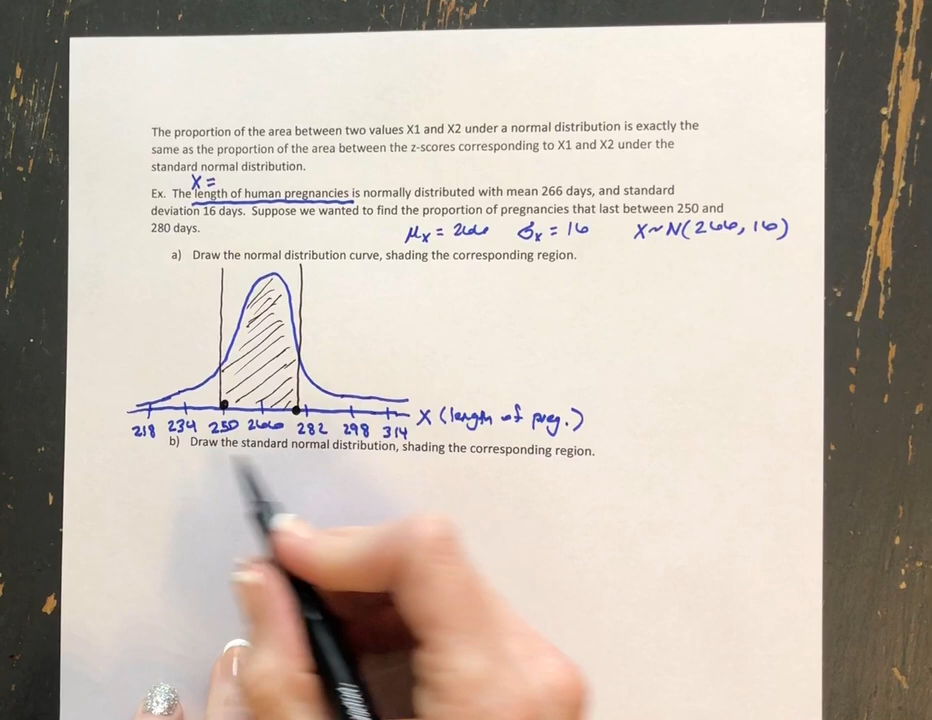 The proportion of the area between two values X1 and X2 under a normal distribution is exactly the
same as the proportion of the area between the z-scores corresponding to X1 and X2 under the
standard normal distribution.
X =
Ex. The length of human pregnancies is normally distributed with mean 266 days, and standard
deviation 16 days. Suppose we wanted to find the proportion of pregnancies that last between 250 and
280 days.
μx = 266 σx = 16 X~N(266, 16)
a) Draw the normal distribution curve, shading the corresponding region.
X (length of preg.)
218 234 250 266 282 298 314
b) Draw the standard normal distribution, shading the corresponding region.